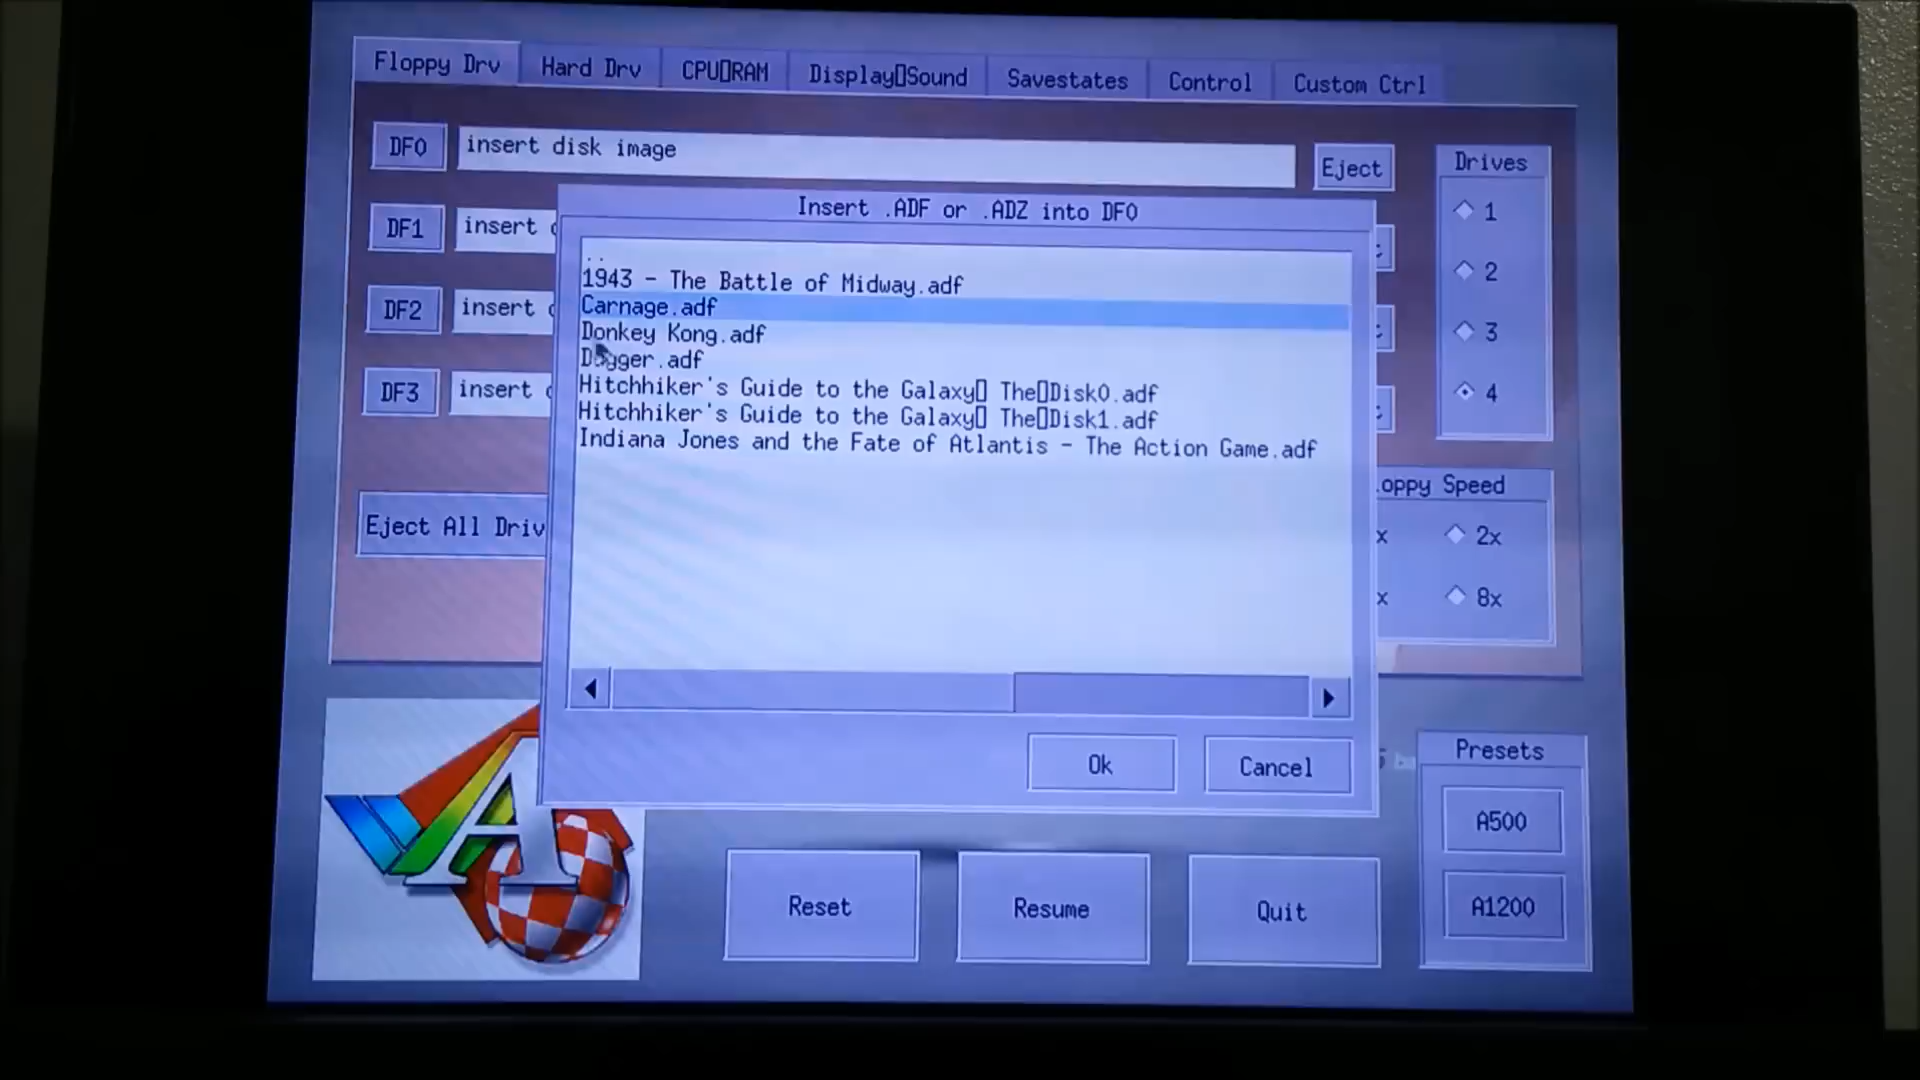 Floppy Drv Hard Drv CPU▯RAM Display▯Sound Savestates Control Custom Ctrl
DF0 insert disk image Eject Drives
Insert .ADF or .ADZ into DF0
DF1 insert 1
DF2 insert 2
DF3 insert 3
4
..
1943 - The Battle of Midway.adf
Carnage.adf
Donkey Kong.adf
Hitchhiker's Guide to the Galaxy▯ The▯Disk0.adf
Hitchhiker's Guide to the Galaxy▯ The▯Disk1.adf
Indiana Jones and the Fate of Atlantis - The Action Game.adf
Eject All Driv
loppy Speed
x 2x
x 8x
Ok Cancel
Presets
A500
A1200
Reset Resume Quit
A